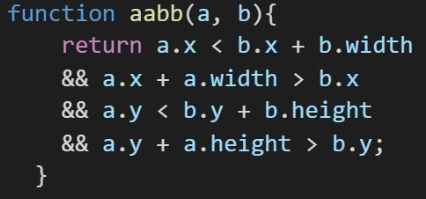 function aabb(a, b){
return a.x < b.x + b.width
&& a.x + a.width > b.x
&& a.y < b.y + b.height
&& a.y + a.height > b.y;
}